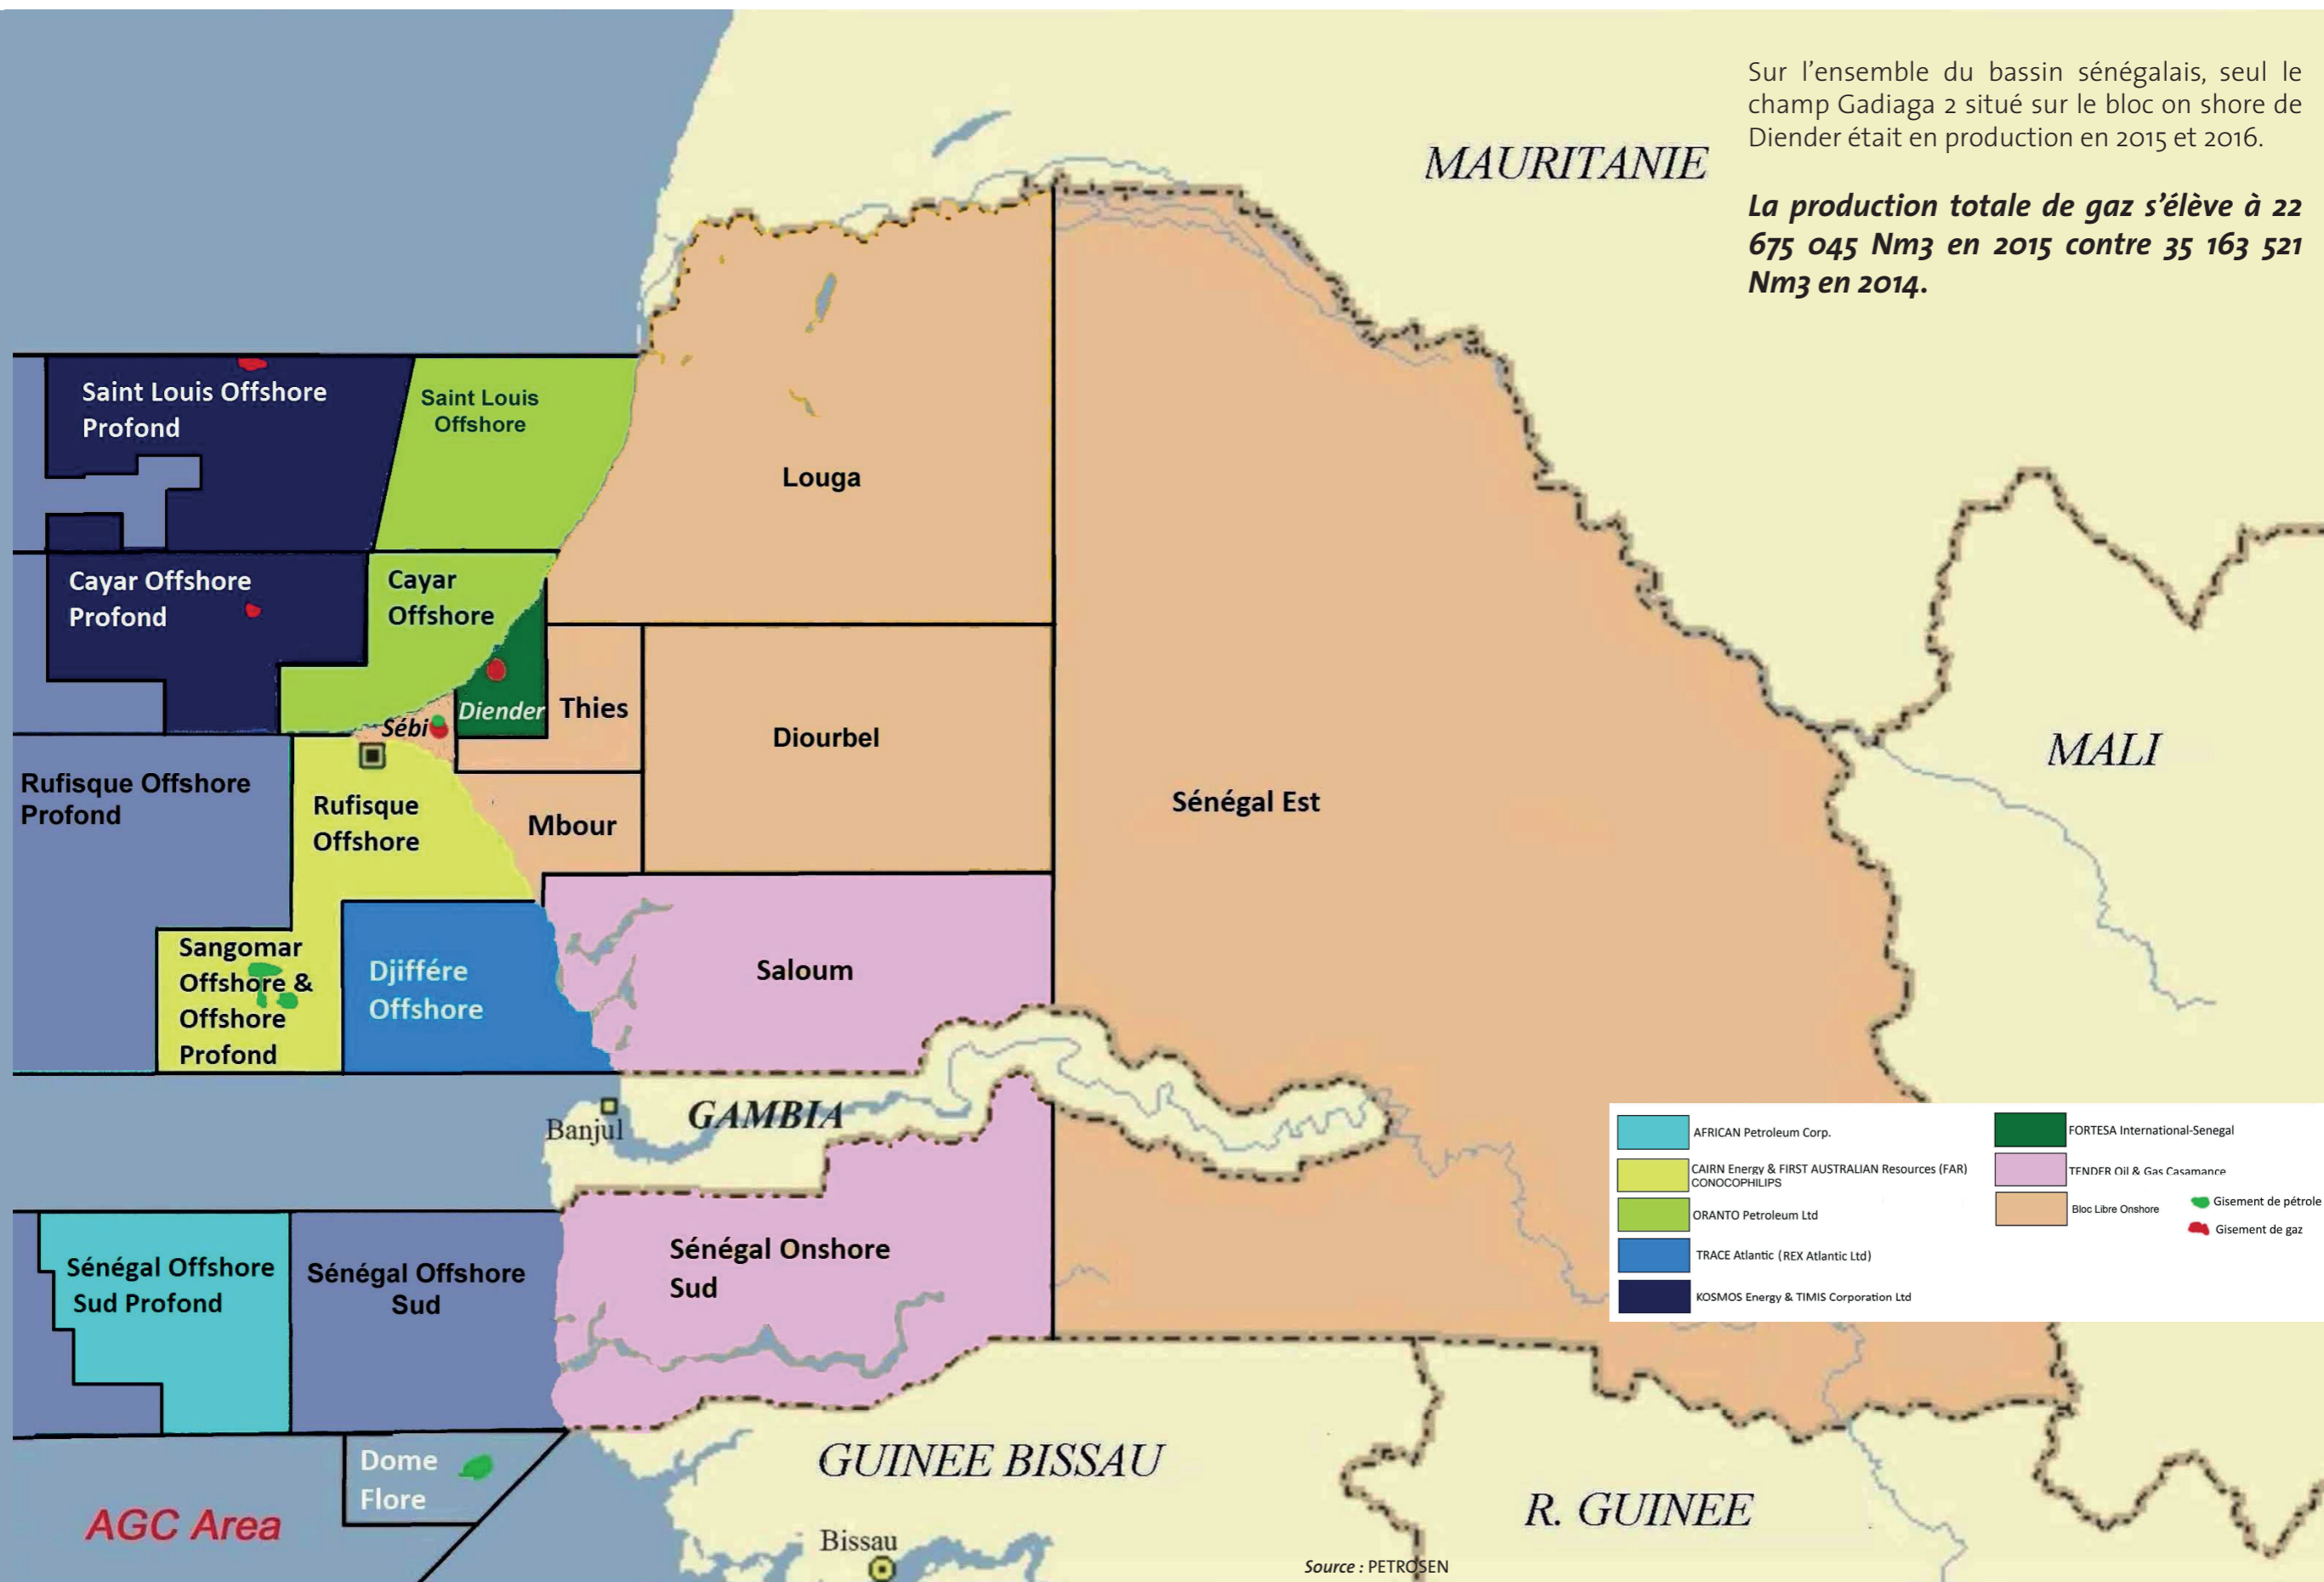 Sur l'ensemble du bassin sénégalais, seul le
champ Gadiaga 2 situé sur le bloc on shore de
Diender était en production en 2015 et 2016.
La production totale de gaz s'élève à 22
675 045 Nm3 en 2015 contre 35 163 521
Nm3 en 2014.
MAURITANIE
Saint Louis Offshore
Profond
Saint Louis
Offshore
Louga
Cayar Offshore
Profond
Cayar
Offshore
Sébi
Diender
Thies
Diourbel
MALI
Rufisque Offshore
Profond
Rufisque
Offshore
Mbour
Sénégal Est
Sangomar
Offshore &
Offshore
Profond
Djiffére
Offshore
Saloum
Banjul
GAMBIA
AFRICAN Petroleum Corp.
CAIRN Energy & FIRST AUSTRALIAN Resources (FAR)
CONOCOPHILIPS
ORANTO Petroleum Ltd
TRACE Atlantic (REX Atlantic Ltd)
KOSMOS Energy & TIMIS Corporation Ltd
FORTESA International-Senegal
TENDER Oil & Gas Casamance
Bloc Libre Onshore
Gisement de pétrole
Gisement de gaz
Sénégal Offshore
Sud Profond
Sénégal Offshore
Sud
Sénégal Onshore
Sud
Dome
Flore
AGC Area
GUINEE BISSAU
Bissau
R. GUINEE
Source : PETROSEN